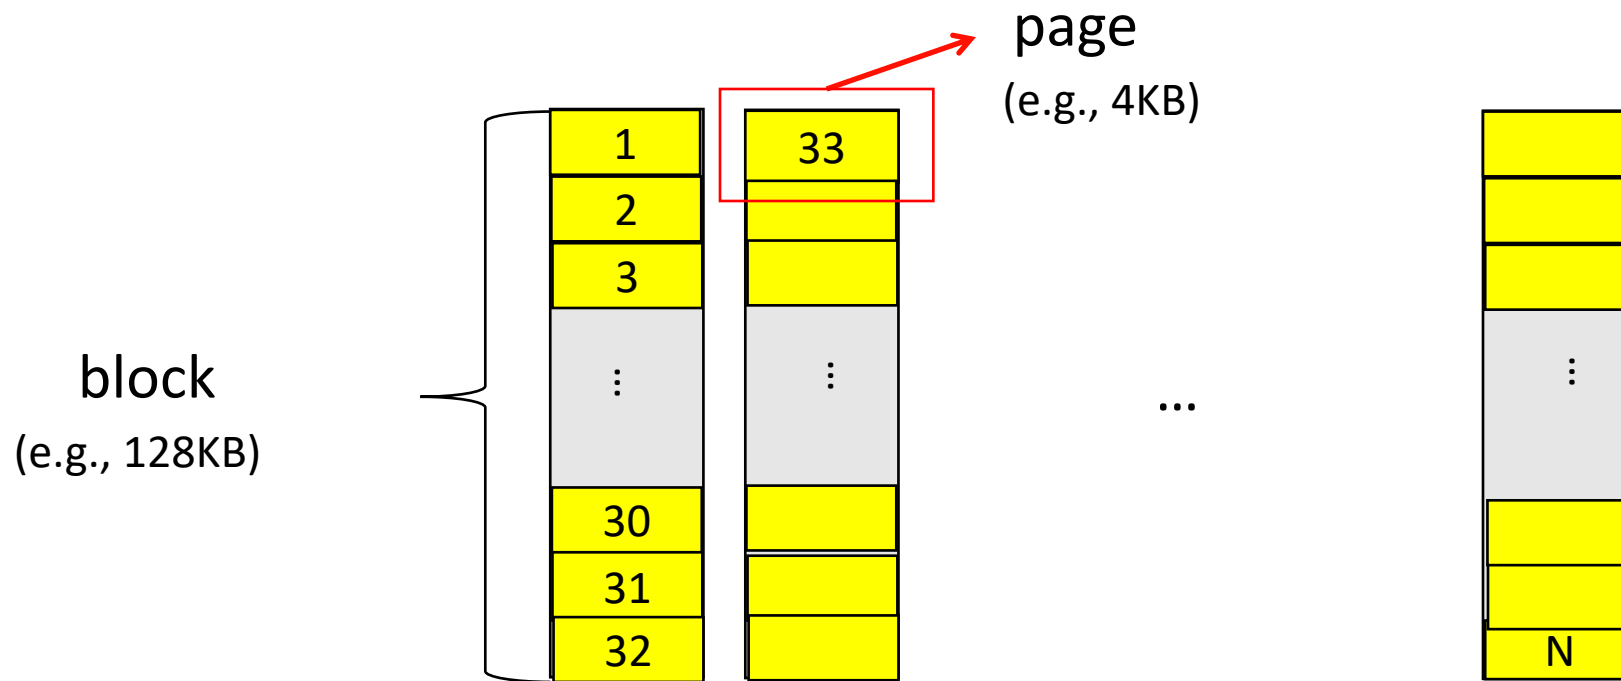 page
(e.g., 4KB)
1
33
2
3
...
...
...
block
...
(e.g., 128KB)
30
31
32
N